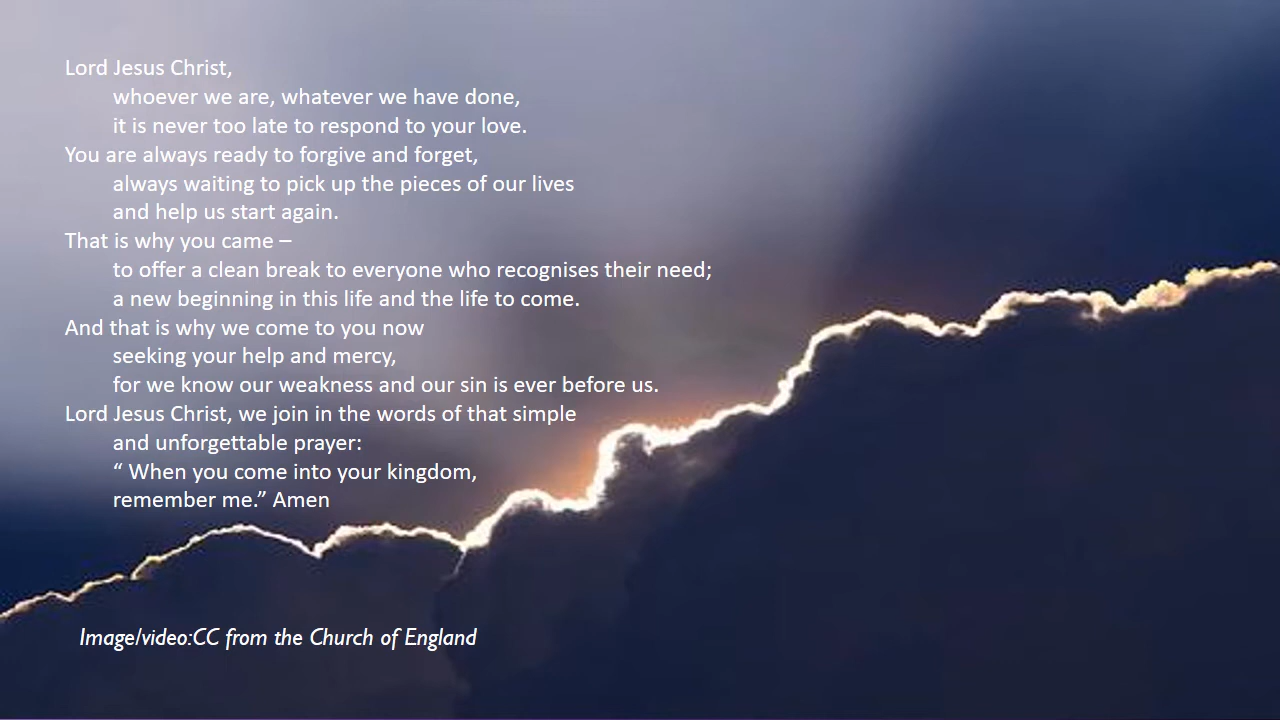 Lord Jesus Christ,
whoever we are, whatever we have done,
it is never too late to respond to your love.
You are always ready to forgive and forget,
always waiting to pick up the pieces of our lives
and help us start again.
That is why you came –
to offer a clean break to everyone who recognises their need;
a new beginning in this life and the life to come.
And that is why we come to you now
seeking your help and mercy,
for we know our weakness and our sin is ever before us.
Lord Jesus Christ, we join in the words of that simple
and unforgettable prayer:
“ When you come into your kingdom,
remember me.” Amen
Image/video:CC from the Church of England